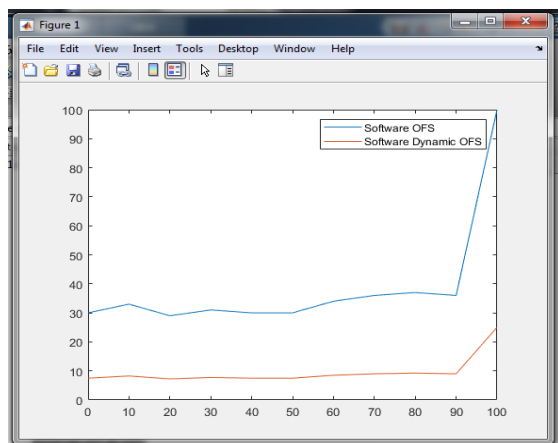 Figure 1
File Edit View Insert Tools Desktop Window Help
100
90
80
70
60
50
40
30
20
10
0
Software OFS
Software Dynamic OFS
0 10 20 30 40 50 60 70 80 90 100